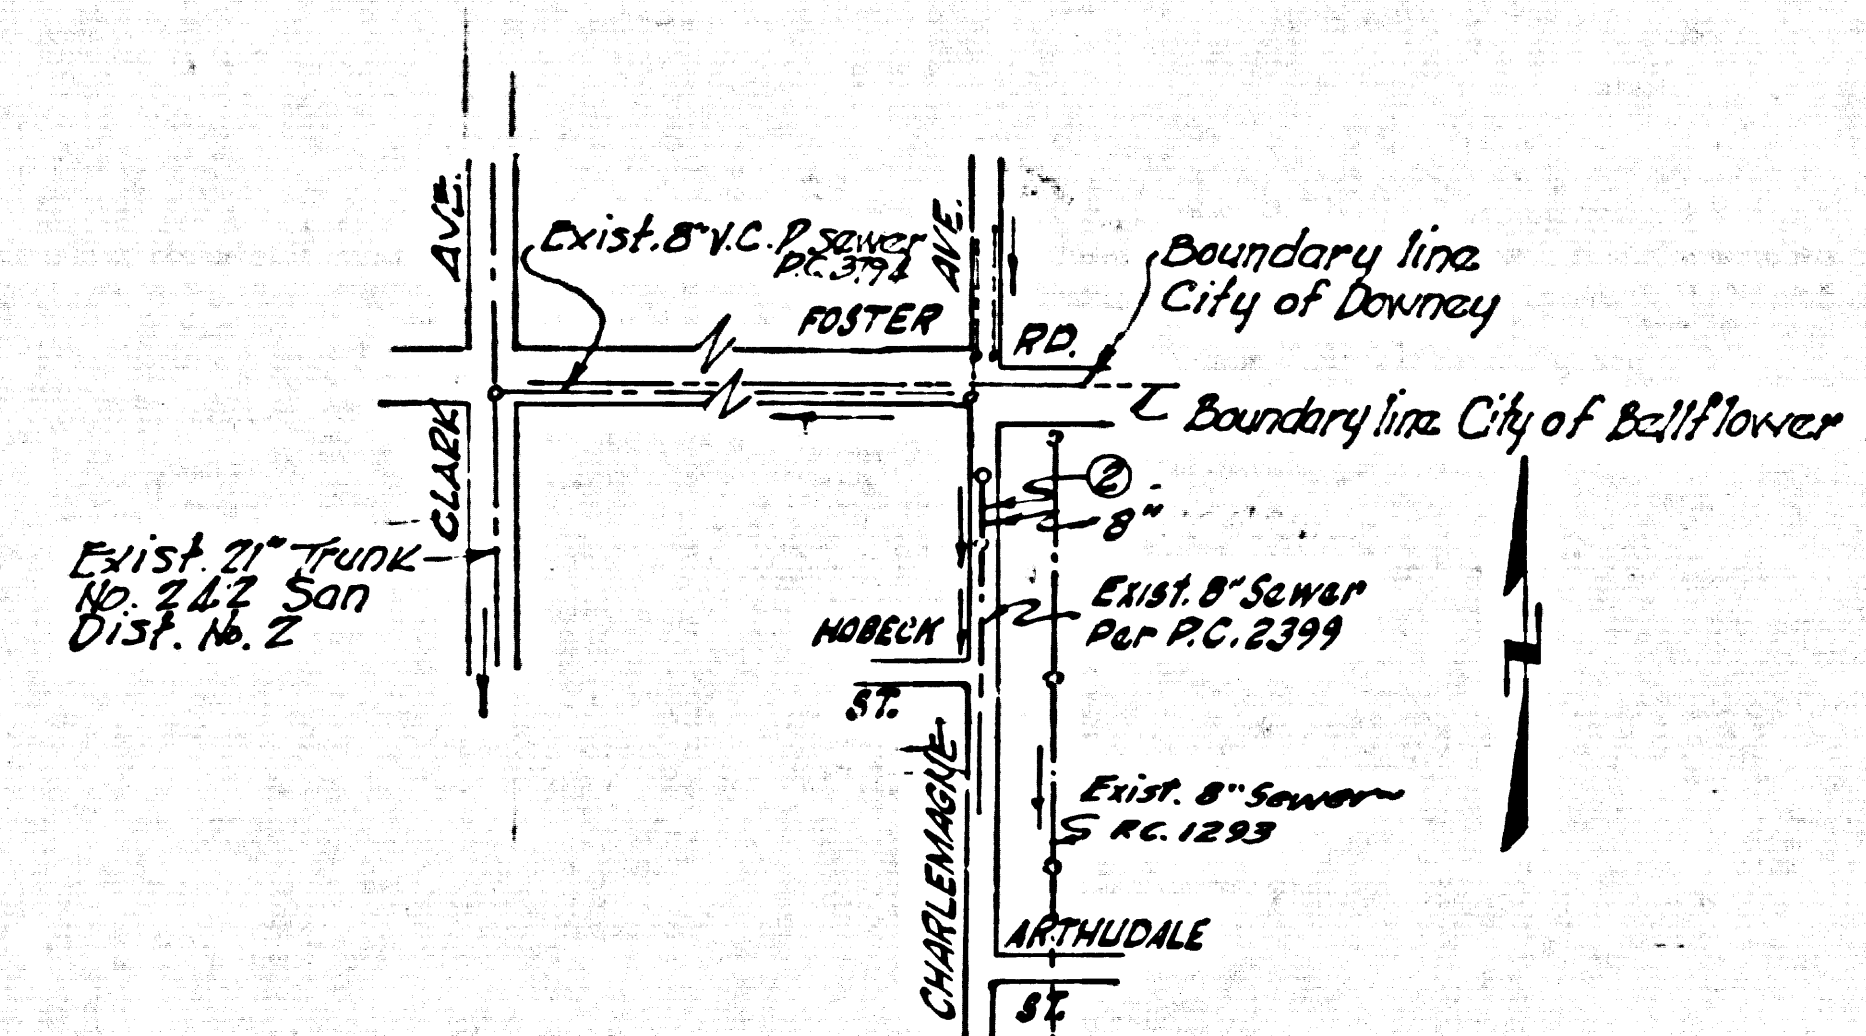 AVE.
Exist. 8" V.C.P. Sewer
P.C. 3794
AVE.
Boundary line
City of Downey
FOSTER
RD.
Boundary line City of Bellflower
CLARK
2
8"
Exist. 21" Trunk
No. 242 San
Dist. No. 2
Exist. 8" Sewer
Per P.C. 2399
HOBECK
ST.
CHARLEMAGNE
Exist. 8" Sewer
P.C. 1293
ARTHUDALE
ST.